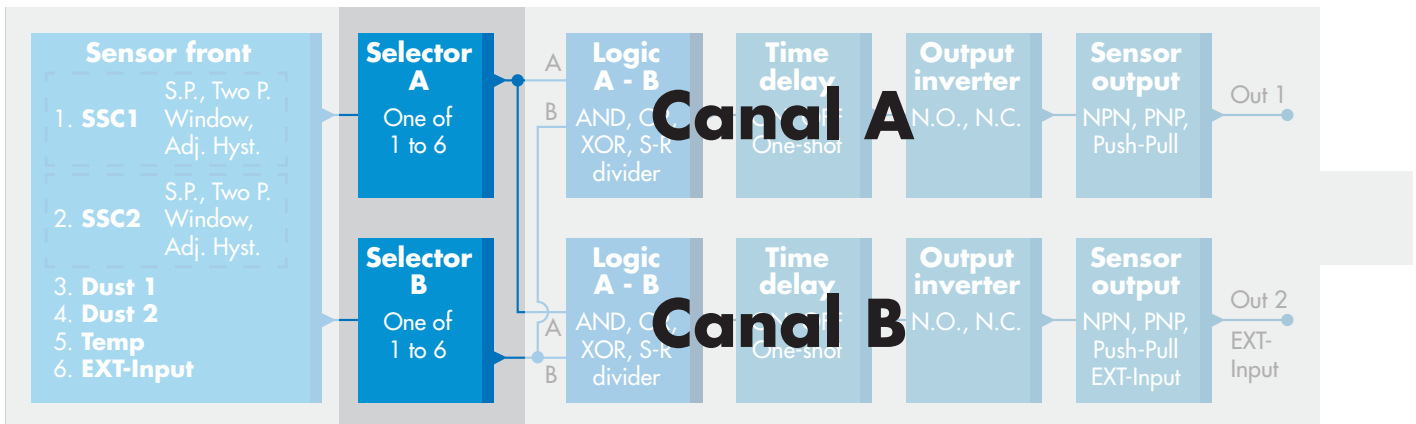 Sensor front
1. SSC1
S.P., Two P.
Window,
Adj. Hyst.
2. SSC2
S.P., Two P.
Window,
Adj. Hyst.
3. Dust 1
4. Dust 2
5. Temp
6. EXT-Input
Selector
A
One of
1 to 6
Selector
B
One of
1 to 6
A
B
Logic
A - B
AND, OR,
XOR, S-R
divider
Time
delay
One-shot
Output
inverter
N.O., N.C.
Sensor
output
NPN, PNP,
Push-Pull
Out 1
Canal A
A
B
Logic
A - B
AND, OR,
XOR, S-R
divider
Time
delay
One-shot
Output
inverter
N.O., N.C.
Sensor
output
NPN, PNP,
Push-Pull
EXT-Input
Out 2
EXT-
Input
Canal B